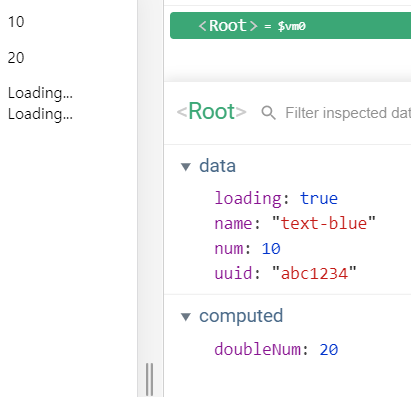 10
20
Loading...
Loading...
<Root> = $vm0
<Root> Filter inspected dat
data
loading: true
name: "text-blue"
num: 10
uuid: "abc1234"
computed
doubleNum: 20